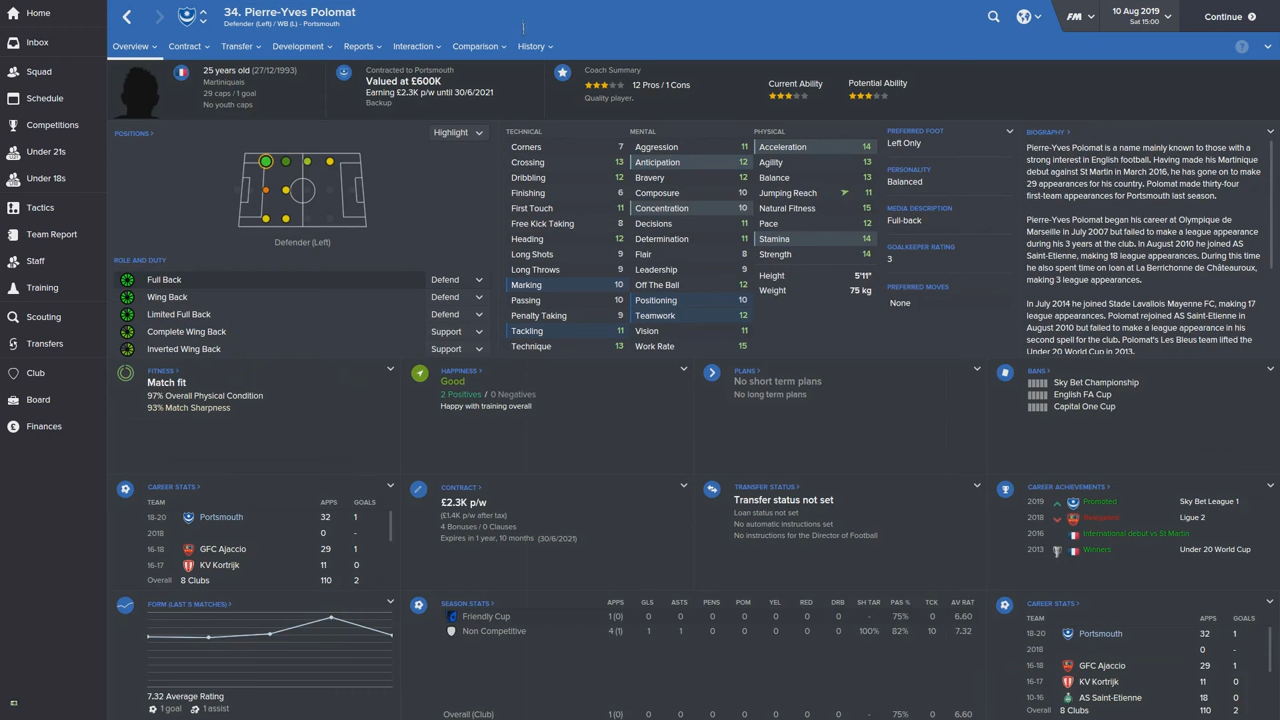 Home
Inbox
Squad
Schedule
Competitions
Under 21s
Under 18s
Tactics
Team Report
Staff
Training
Scouting
Transfers
Club
Board
Finances
34. Pierre-Yves Polomat
Defender (Left) / WB (L) - Portsmouth
FM
10 Aug 2019
Sat 15:00
Continue
Overview Contract Transfer Development Reports Interaction Comparison History
25 years old (27/12/1993)
Martiniquais
29 caps / 1 goal
No youth caps
Contracted to Portsmouth
Valued at £600K
Earning £2.3K p/w until 30/6/2021
Backup
Coach Summary
12 Pros / 1 Cons
Quality player.
Current Ability
Potential Ability
POSITIONS
Highlight
Defender (Left)
ROLE AND DUTY
Full Back Defend
Wing Back Defend
Limited Full Back Defend
Complete Wing Back Support
Inverted Wing Back Support
TECHNICAL
Corners 7
Crossing 13
Dribbling 12
Finishing 6
First Touch 11
Free Kick Taking 8
Heading 12
Long Shots 9
Long Throws 9
Marking 10
Passing 10
Penalty Taking 9
Tackling 11
Technique 13
MENTAL
Aggression 11
Anticipation 12
Bravery 12
Composure 10
Concentration 10
Decisions 11
Determination 11
Flair 8
Leadership 9
Off The Ball 12
Positioning 10
Teamwork 12
Vision 11
Work Rate 15
PHYSICAL
Acceleration 14
Agility 13
Balance 13
Jumping Reach 11
Natural Fitness 15
Pace 12
Stamina 14
Strength 14
Height 5'11"
Weight 75 kg
PREFERRED FOOT
Left Only
PERSONALITY
Balanced
MEDIA DESCRIPTION
Full-back
GOALKEEPER RATING
3
PREFERRED MOVES
None
BIOGRAPHY
Pierre-Yves Polomat is a name mainly known to those with a
strong interest in English football. Having made his Martinique
debut against St Martin in March 2016, he has gone on to make
29 appearances for his country. Polomat made thirty-four
first-team appearances for Portsmouth last season.
Pierre-Yves Polomat began his career at Olympique de
Marseille in July 2007 but failed to make a league appearance
during his 3 years at the club. In August 2010 he joined AS
Saint-Etienne, making 18 league appearances. During this time
he also spent time on loan at La Berrichonne de Châteauroux,
making 3 league appearances.
In July 2014 he joined Stade Lavallois Mayenne FC, making 17
league appearances. Polomat rejoined AS Saint-Etienne in
August 2010 but failed to make a league appearance in his
second spell for the club. Polomat's Les Bleus team lifted the
Under 20 World Cup in 2013.
FITNESS
Match fit
97% Overall Physical Condition
93% Match Sharpness
HAPPINESS
Good
2 Positives / 0 Negatives
Happy with training overall
PLANS
No short term plans
No long term plans
BANS
Sky Bet Championship
English FA Cup
Capital One Cup
CAREER STATS
TEAM APPS GOALS
18-20 Portsmouth 32 1
2018 0 -
16-18 GFC Ajaccio 29 1
16-17 KV Kortrijk 11 0
Overall 8 Clubs 110 2
CONTRACT
£2.3K p/w
(£1.4K p/w after tax)
4 Bonuses / 0 Clauses
Expires in 1 year, 10 months (30/6/2021)
TRANSFER STATUS
Transfer status not set
Loan status not set
No automatic instructions set
No instructions for the Director of Football
CAREER ACHIEVEMENTS
2019 Promoted Sky Bet League 1
2018 Relegated Ligue 2
2016 International debut vs St Martin
2013 Winners Under 20 World Cup
FORM (LAST 5 MATCHES)
7.32 Average Rating
1 goal 1 assist
SEASON STATS APPS GLS ASTS PENS POM YEL RED DRB SH TAR PAS % TCK AV RAT
Friendly Cup 1 (0) 0 0 0 0 0 0 0 - 75% 0 6.60
Non Competitive 4 (1) 1 1 0 0 0 0 0 100% 82% 10 7.32
Overall (Club) 1 (0) 0 0 0 0 0 0 0 - 75% 0 6.60
CAREER STATS
TEAM APPS GOALS
18-20 Portsmouth 32 1
2018 0 -
16-18 GFC Ajaccio 29 1
16-17 KV Kortrijk 11 0
10-16 AS Saint-Etienne 18 0
Overall 8 Clubs 110 2